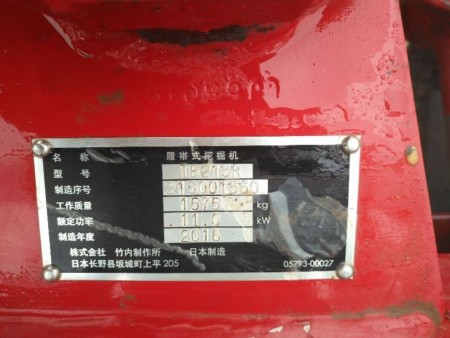 名 称 履带式挖掘机
型 号
制造序号
工作质量 1575 kg
额定功率 11.0 kW
制造年度 2018
株式会社 竹内制作所 日本制造
日本长野县坂城町上平 205 05793-00027